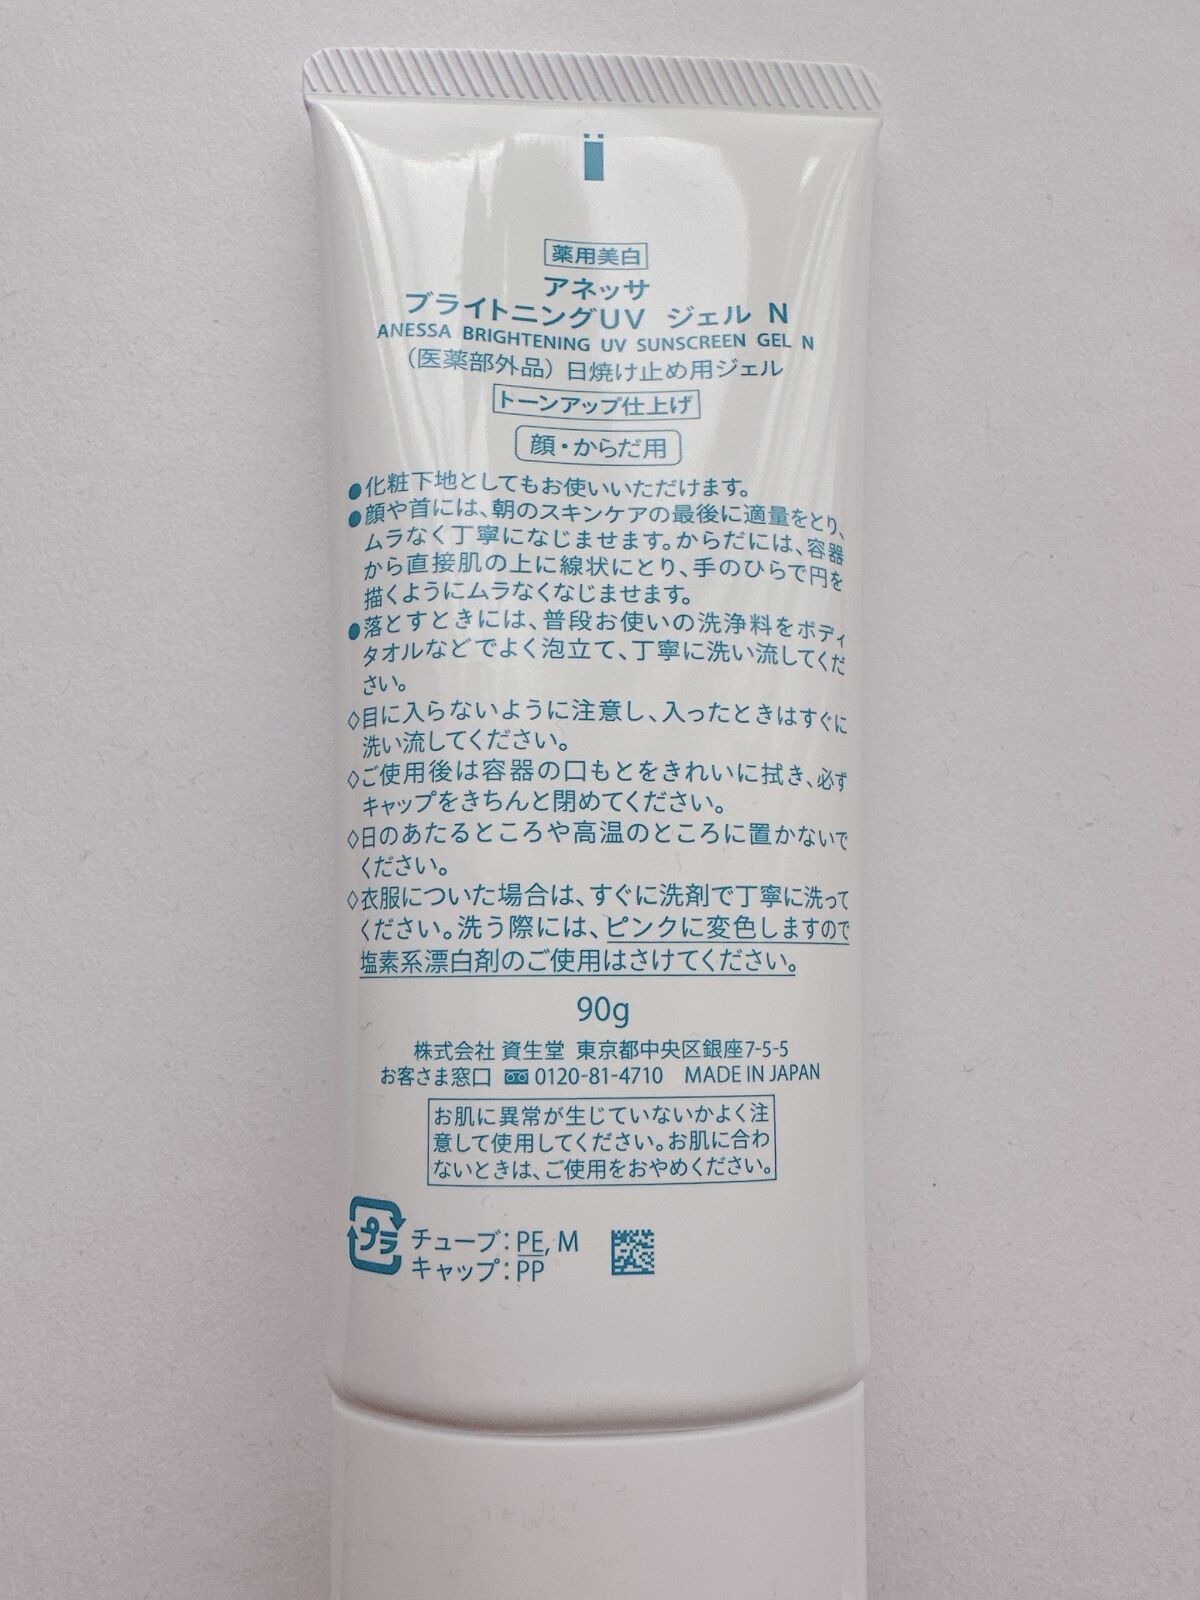 薬用美白
アネッサ
ブライトニングUV ジェル N
ANESSA BRIGHTENING UV SUNSCREEN GEL N
(医薬部外品) 日焼け止め用ジェル
トーンアップ仕上げ
顔・からだ用
●化粧下地としてもお使いいただけます。
●顔や首には、朝のスキンケアの最後に適量をとり、
ムラなく丁寧になじませます。からだには、容器
から直接肌の上に線状にとり、手のひらで円を
描くようにムラなくなじませます。
●落とすときには、普段お使いの洗浄料をボディ
タオルなどでよく泡立て、丁寧に洗い流してくだ
さい。
◇目に入らないように注意し、入ったときはすぐに
洗い流してください。
◇ご使用後は容器の口もとをきれいに拭き、必ず
キャップをきちんと閉めてください。
◇日のあたるところや高温のところに置かないで
ください。
◇衣服についた場合は、すぐに洗剤で丁寧に洗って
ください。洗う際には、ピンクに変色しますので
塩素系漂白剤のご使用はさけてください。
90g
株式会社 資生堂 東京都中央区銀座7-5-5
お客さま窓口 0120-81-4710 MADE IN JAPAN
お肌に異常が生じていないかよく注
意して使用してください。お肌に合わ
ないときは、ご使用をおやめください。
プラ チューブ:PE, M
キャップ:PP